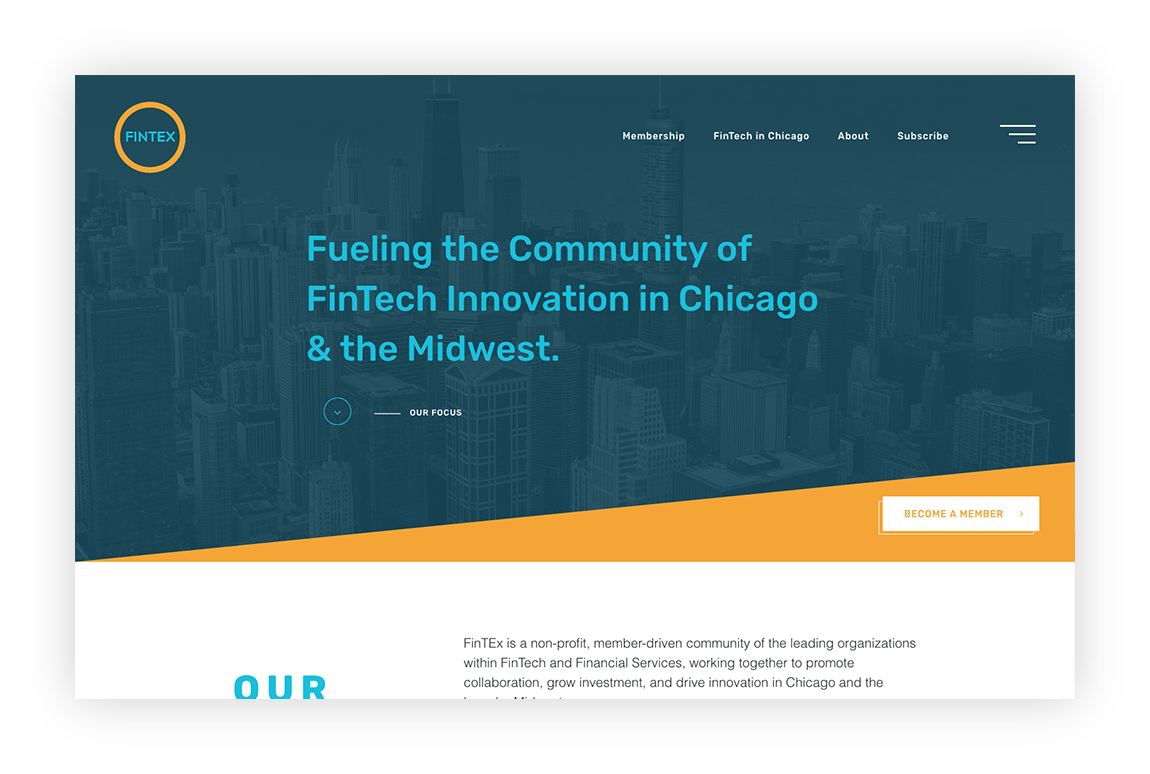 FINTEX
Membership
FinTech in Chicago
About
Subscribe
Fueling the Community of
FinTech Innovation in Chicago
& the Midwest.
OUR FOCUS
BECOME A MEMBER
OUR
FinTEx is a non-profit, member-driven community of the leading organizations
within FinTech and Financial Services, working together to promote
collaboration, grow investment, and drive innovation in Chicago and the